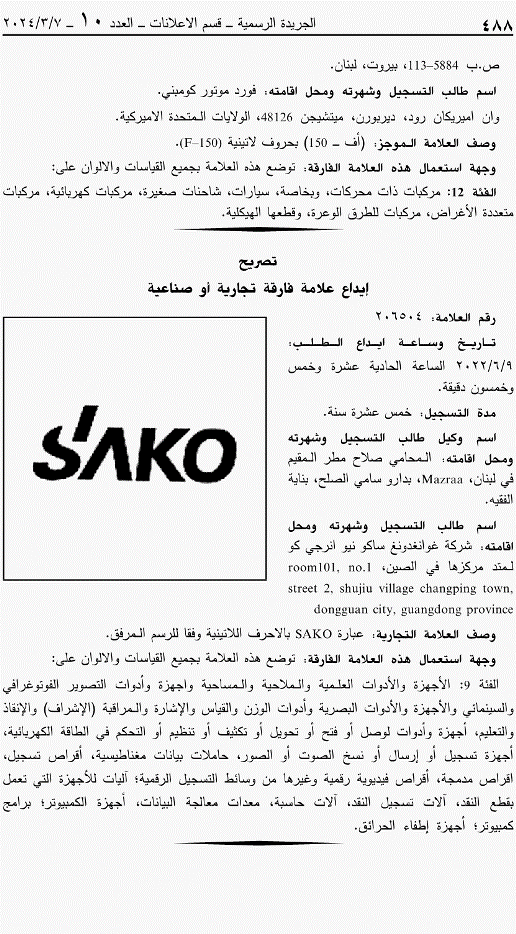 ٤٨٨ الجريدة الرسمية ــ قسم الاعلانات ــ العدد ١٠ ــ ٢٠٢٤/٣/٧
ص.ب 5884–113، بيروت، لبنان.
اسم طالب التسجيل وشهرته ومحل اقامته: فورد موتور كومبني.
وان اميريكان رود، ديربورن، ميتشيجن 48126، الولايات المتحدة الاميركية.
وصف العلامة الموجز: (أف ــ 150) بحروف لاتينية (F–150).
وجهة استعمال هذه العلامة الفارقة: توضع هذه العلامة بجميع القياسات والالوان على:
الفئة 12: مركبات ذات محركات، وبخاصة، سيارات، شاحنات صغيرة، مركبات كهربائية، مركبات
متعددة الأغراض، مركبات للطرق الوعرة، وقطعها الهيكلية.
تصريح
إيداع علامة فارقة تجارية أو صناعية
رقم العلامة: ٢٠٦٥٠٤
تاريخ وساعة ايداع الطلب:
٢٠٢٢/٦/٩ الساعة الحادية عشرة وخمس
وخمسون دقيقة.
مدة التسجيل: خمس عشرة سنة.
اسم وكيل طالب التسجيل وشهرته
ومحل اقامته: المحامي صلاح مطر المقيم
في لبنان، Mazraa، بدارو سامي الصلح، بناية
الفقيه.
اسم طالب التسجيل وشهرته ومحل
اقامته: شركة غوانغدونغ ساكو نيو انرجي كو
لمتد مركزها في الصين، room101, no.1
street 2, shujiu village changping town,
dongguan city, guangdong province
SAKO
وصف العلامة التجارية: عبارة SAKO بالاحرف اللاتينية وفقا للرسم المرفق.
وجهة استعمال هذه العلامة الفارقة: توضع هذه العلامة بجميع القياسات والالوان على:
الفئة 9: الأجهزة والأدوات العلمية والملاحية والمساحية واجهزة وأدوات التصوير الفوتوغرافي
والسينمائي والأجهزة والأدوات البصرية وأدوات الوزن والقياس والإشارة والمراقبة (الإشراف) والإنقاذ
والتعليم، أجهزة وأدوات لوصل أو فتح أو تحويل أو تكثيف أو تنظيم أو التحكم في الطاقة الكهربائية،
أجهزة تسجيل أو إرسال أو نسخ الصوت أو الصور، حاملات بيانات مغناطيسية، أقراص تسجيل،
اقراص مدمجة، أقراص فيديوية رقمية وغيرها من وسائط التسجيل الرقمية؛ آليات للأجهزة التي تعمل
بقطع النقد، آلات تسجيل النقد، آلات حاسبة، معدات معالجة البيانات، أجهزة الكمبيوتر؛ برامج
كمبيوتر؛ أجهزة إطفاء الحرائق.